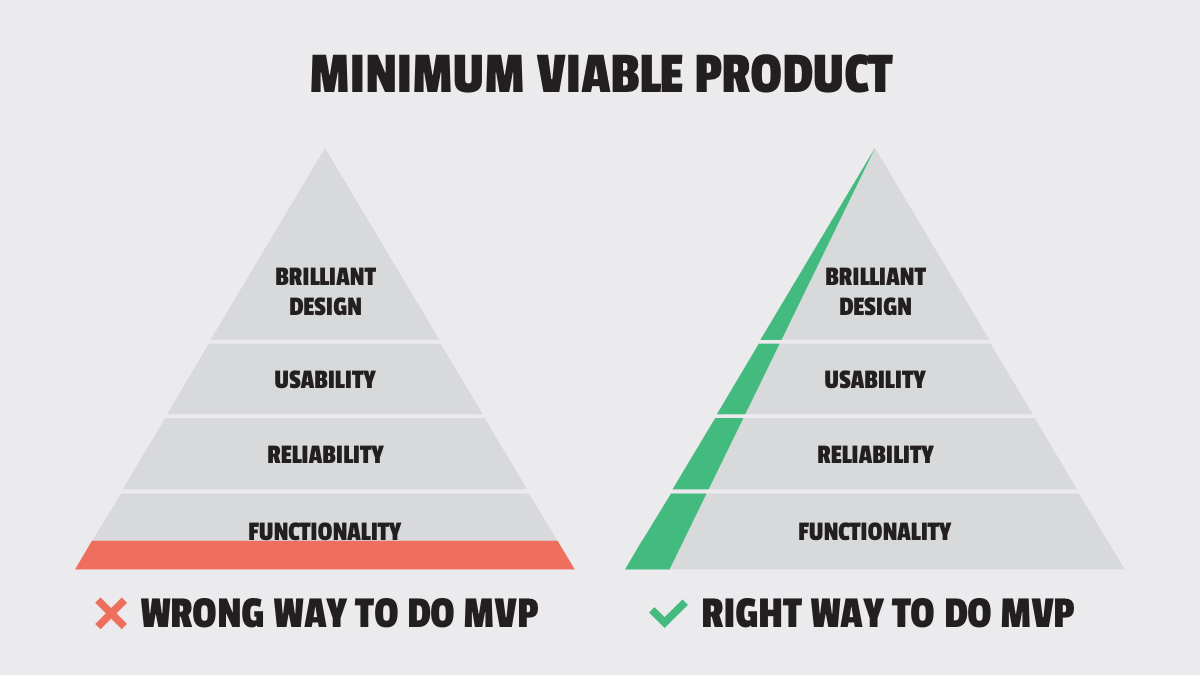 MINIMUM VIABLE PRODUCT
BRILLIANT
DESIGN
USABILITY
RELIABILITY
FUNCTIONALITY
WRONG WAY TO DO MVP
BRILLIANT
DESIGN
USABILITY
RELIABILITY
FUNCTIONALITY
RIGHT WAY TO DO MVP